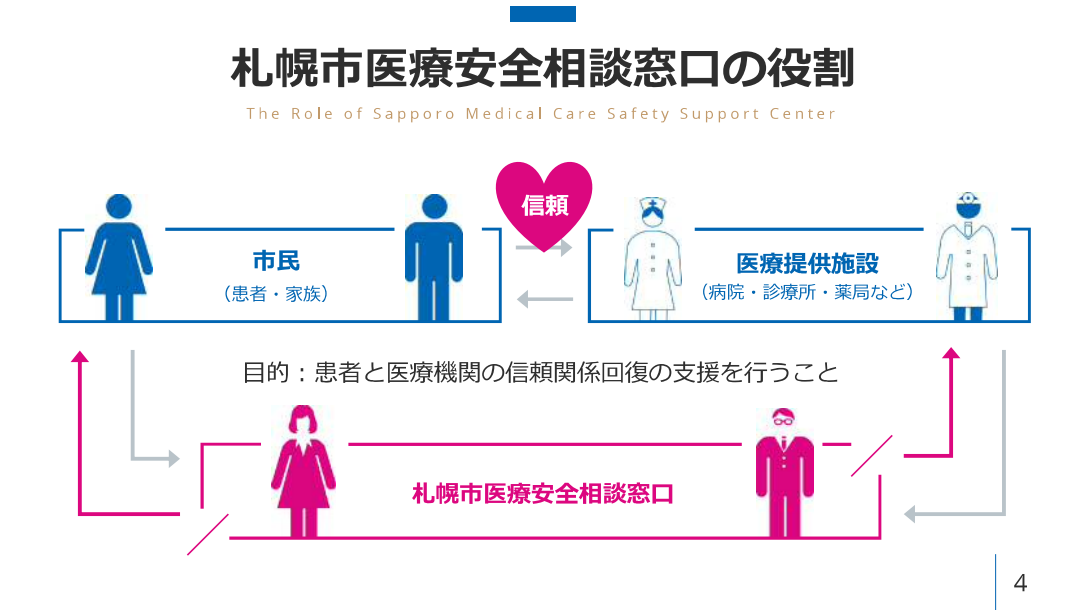 札幌市医療安全相談窓口の役割
The Role of Sapporo Medical Care Safety Support Center
信頼
市民
（患者・家族）
医療提供施設
（病院・診療所・薬局など）
目的：患者と医療機関の信頼関係回復の支援を行うこと
札幌市医療安全相談窓口
4